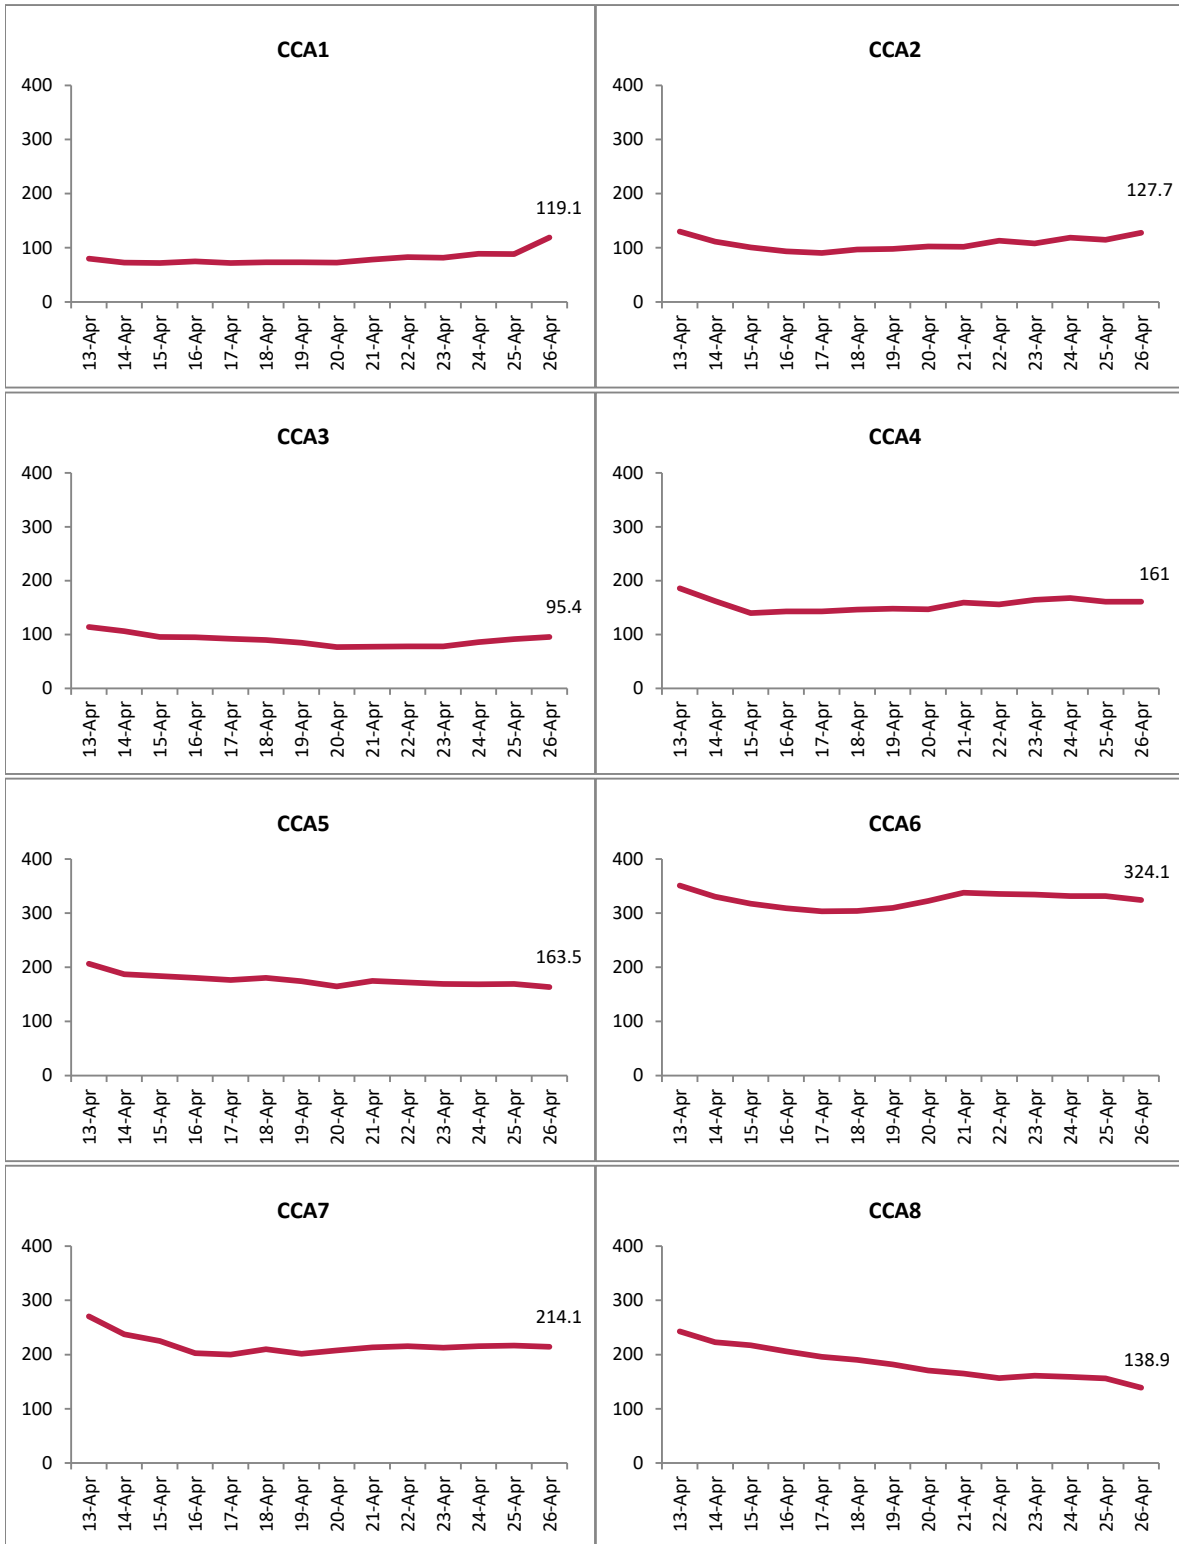 CCA1
400
300
200
100
0
119.1
13-Apr
14-Apr
15-Apr
16-Apr
17-Apr
18-Apr
19-Apr
20-Apr
21-Apr
22-Apr
23-Apr
24-Apr
25-Apr
26-Apr
CCA2
400
300
200
100
0
127.7
13-Apr
14-Apr
15-Apr
16-Apr
17-Apr
18-Apr
19-Apr
20-Apr
21-Apr
22-Apr
23-Apr
24-Apr
25-Apr
26-Apr
CCA3
400
300
200
100
0
95.4
13-Apr
14-Apr
15-Apr
16-Apr
17-Apr
18-Apr
19-Apr
20-Apr
21-Apr
22-Apr
23-Apr
24-Apr
25-Apr
26-Apr
CCA4
400
300
200
100
0
161
13-Apr
14-Apr
15-Apr
16-Apr
17-Apr
18-Apr
19-Apr
20-Apr
21-Apr
22-Apr
23-Apr
24-Apr
25-Apr
26-Apr
CCA5
400
300
200
100
0
163.5
13-Apr
14-Apr
15-Apr
16-Apr
17-Apr
18-Apr
19-Apr
20-Apr
21-Apr
22-Apr
23-Apr
24-Apr
25-Apr
26-Apr
CCA6
400
300
200
100
0
324.1
13-Apr
14-Apr
15-Apr
16-Apr
17-Apr
18-Apr
19-Apr
20-Apr
21-Apr
22-Apr
23-Apr
24-Apr
25-Apr
26-Apr
CCA7
400
300
200
100
0
214.1
13-Apr
14-Apr
15-Apr
16-Apr
17-Apr
18-Apr
19-Apr
20-Apr
21-Apr
22-Apr
23-Apr
24-Apr
25-Apr
26-Apr
CCA8
400
300
200
100
0
138.9
13-Apr
14-Apr
15-Apr
16-Apr
17-Apr
18-Apr
19-Apr
20-Apr
21-Apr
22-Apr
23-Apr
24-Apr
25-Apr
26-Apr